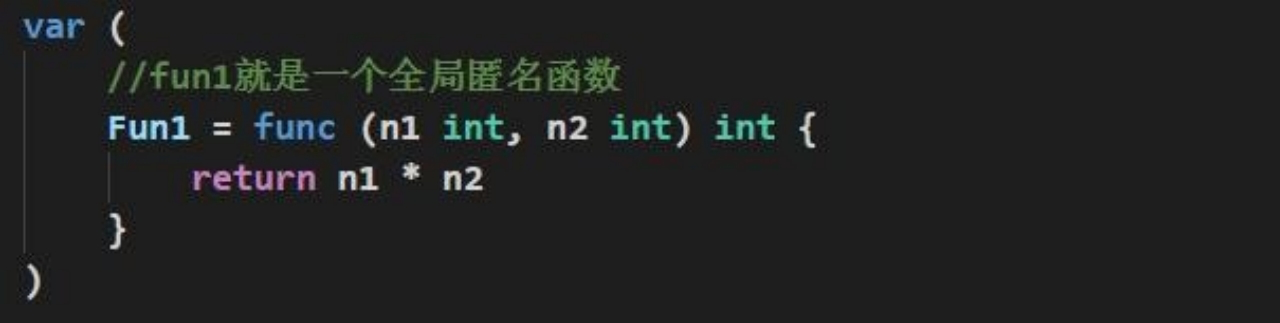 var (
    //fun1就是一个全局匿名函数
    Fun1 = func (n1 int, n2 int) int {
        return n1 * n2
    }
)